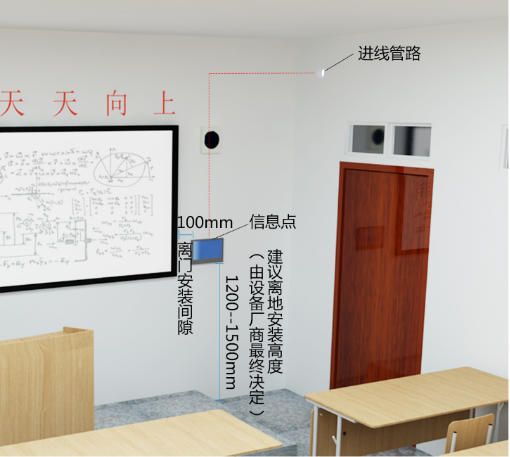 进线管路
天天向上
100mm
信息点
离门安装间隙
1200--1500mm
建议离地安装高度
（由设备厂商最终决定）